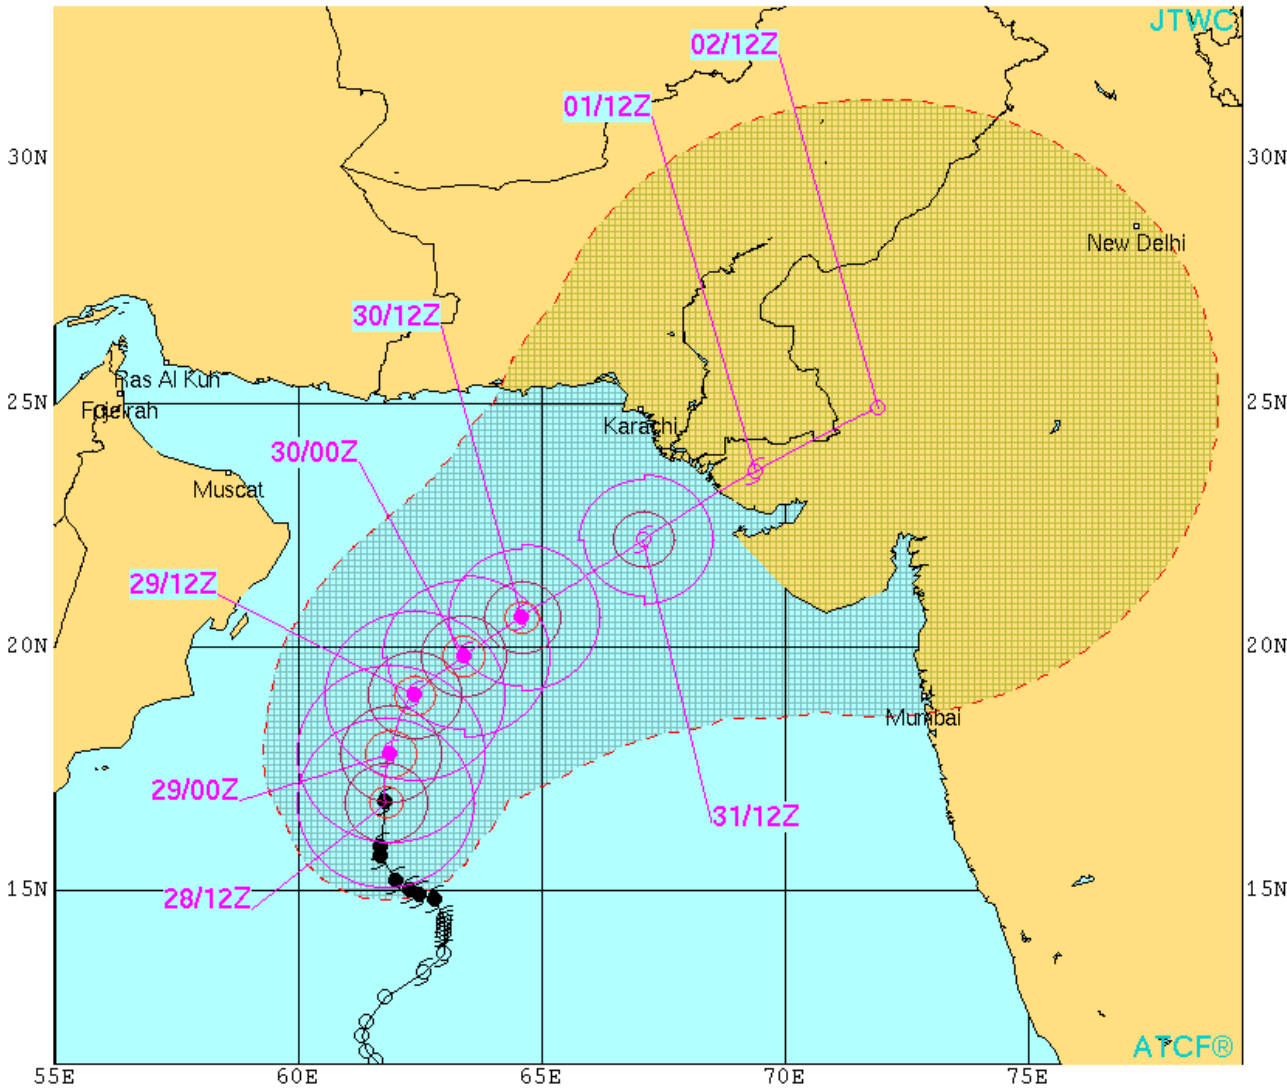 JTWC
02/12Z
01/12Z
30N
30N
New Delhi
30/12Z
Ras Al Kuh
25N
25N
Fujeirah
Karachi
30/00Z
Muscat
29/12Z
20N
20N
Mumbai
29/00Z
31/12Z
15N
15N
28/12Z
ATCF®
55E
60E
65E
70E
75E